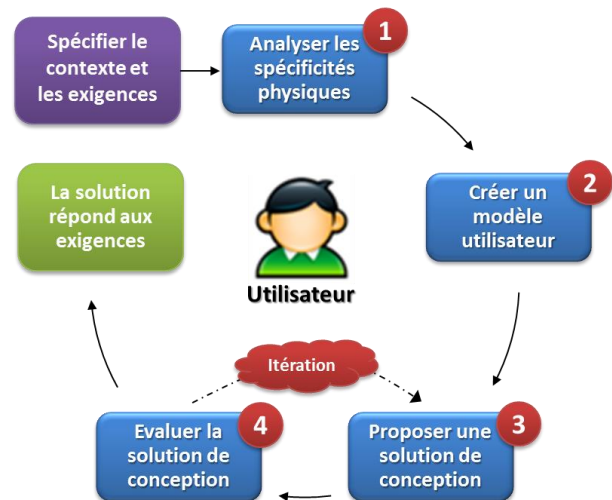 Spécifier le
contexte et
les exigences
1
Analyser les
spécificités
physiques
2
Créer un
modèle
utilisateur
La solution
répond aux
exigences
Utilisateur
Itération
3
Proposer une
solution de
conception
4
Evaluer la
solution de
conception